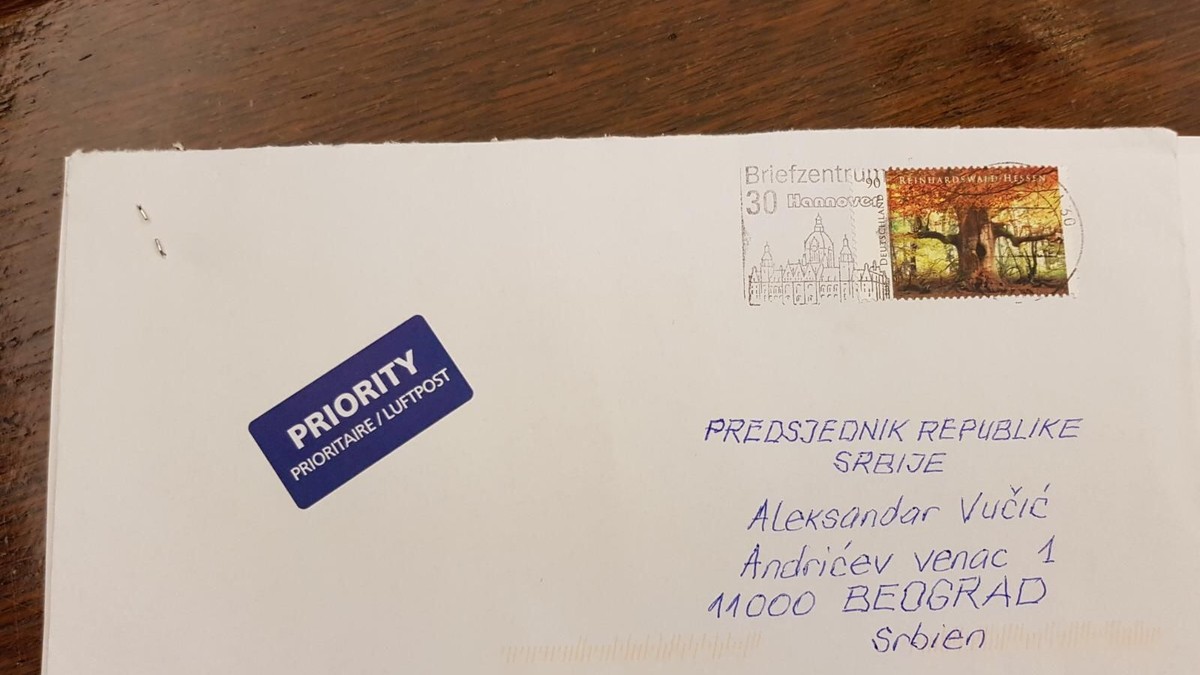 Briefzentrum
30 Hannover
90
DEUTSCHLAND
REINHARDSWALD HESSEN
PRIORITY
PRIORITAIRE / LUFTPOST
PREDSJEDNIK REPUBLIKE
SRBIJE
Aleksandar Vučić
Andrićev venac 1
11000 BEOGRAD
Srbien